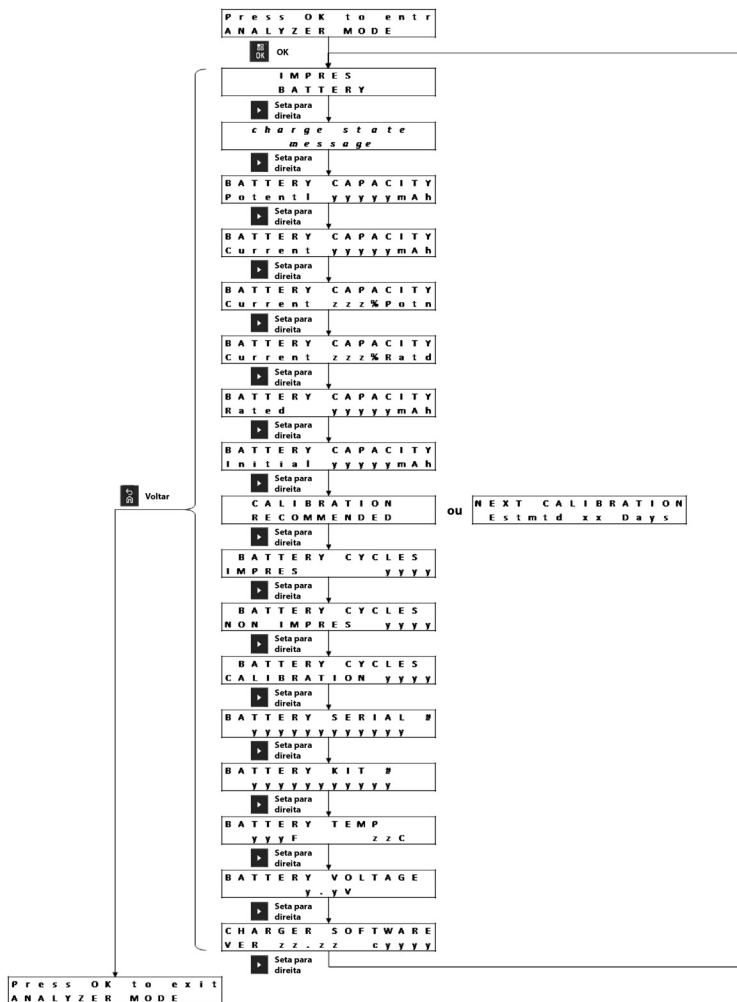 Press OK to entr
ANALYZER MODE
OK
OK
IMPRES
BATTERY
Seta para
direita
charge state
message
Seta para
direita
BATTERY CAPACITY
Potentl yyyyymAh
Seta para
direita
BATTERY CAPACITY
Current yyyyymAh
Seta para
direita
BATTERY CAPACITY
Current zzz%Potn
Seta para
direita
BATTERY CAPACITY
Current zzz%Ratd
Seta para
direita
BATTERY CAPACITY
Rated yyyyymAh
Seta para
direita
BATTERY CAPACITY
Initial yyyyymAh
Seta para
direita
Voltar
CALIBRATION
RECOMMENDED
ou
NEXT CALIBRATION
Estmtd xx Days
Seta para
direita
BATTERY CYCLES
IMPRES yyyy
Seta para
direita
BATTERY CYCLES
NON IMPRES yyyy
Seta para
direita
BATTERY CYCLES
CALIBRATION yyyy
Seta para
direita
BATTERY SERIAL #
yyyyyyyyyyyy
Seta para
direita
BATTERY KIT #
yyyyyyyyyyy
Seta para
direita
BATTERY TEMP
yyyF zzC
Seta para
direita
BATTERY VOLTAGE
y.yV
Seta para
direita
CHARGER SOFTWARE
VER zz.zz cyyyy
Seta para
direita
Press OK to exit
ANALYZER MODE